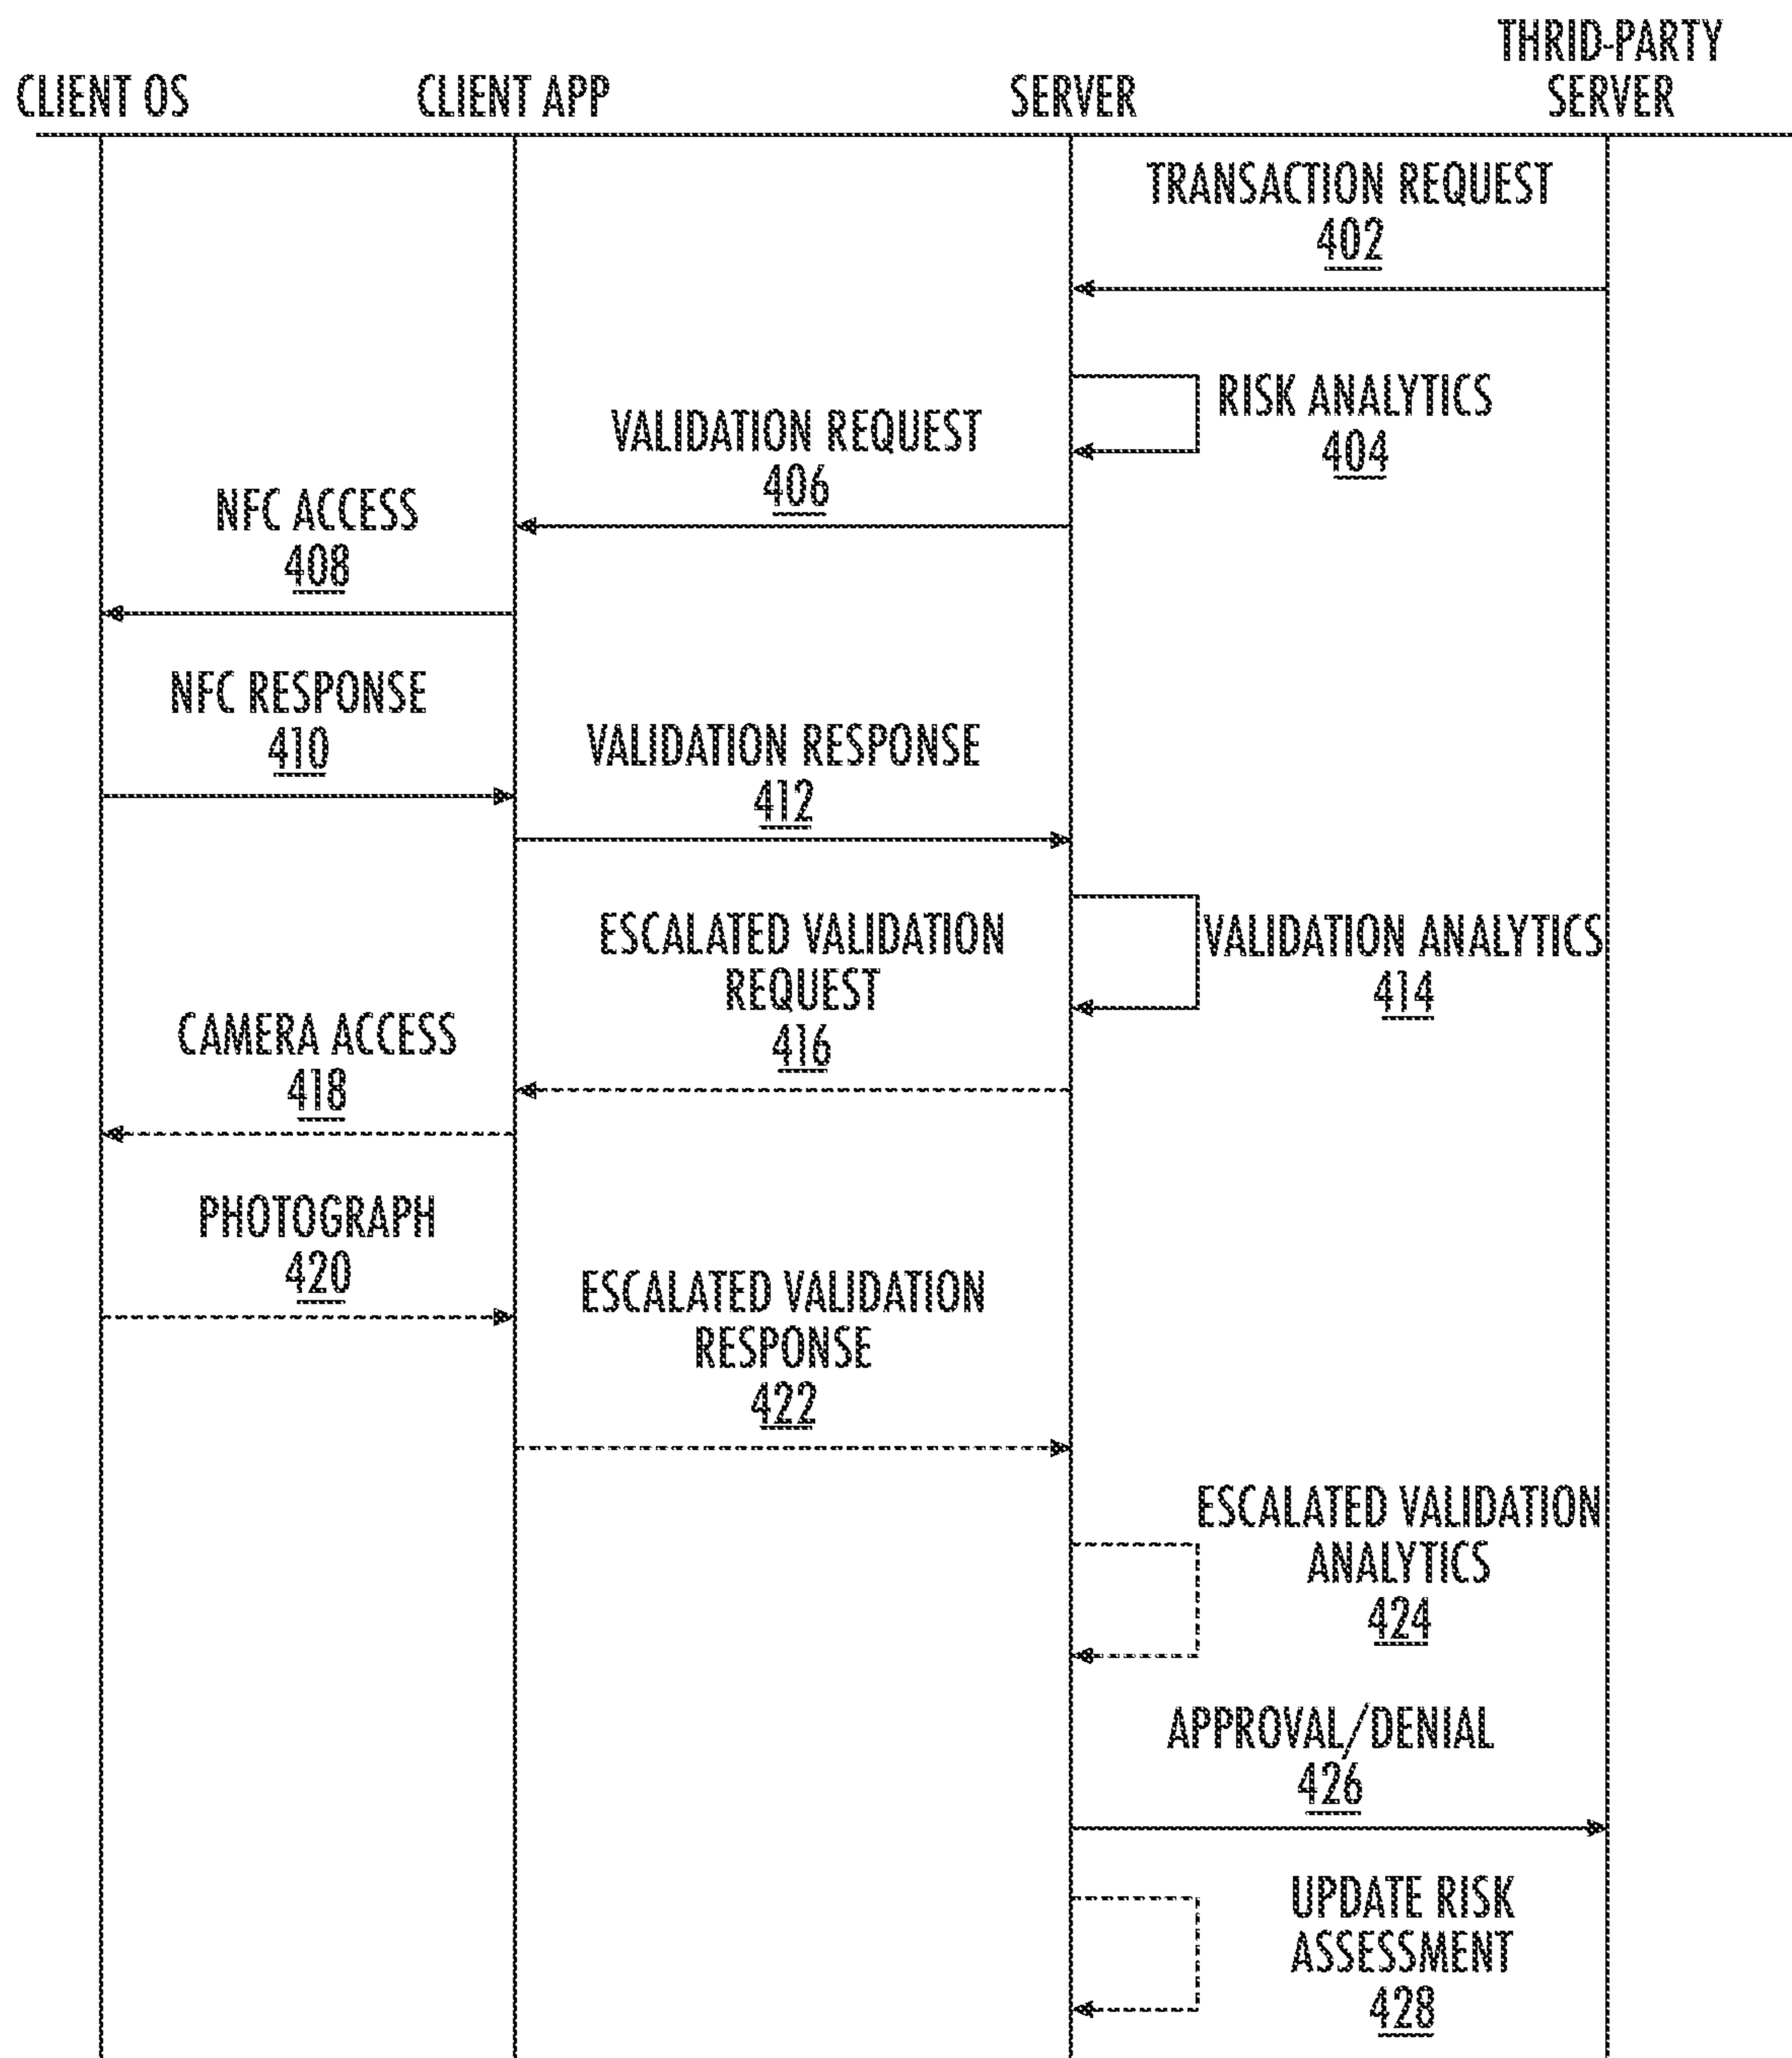 THRID-PARTY
CLIENT OS
CLIENT APP
SERVER
SERVER
TRANSACTION REQUEST
402
RISK ANALYTICS
404
VALIDATION REQUEST
406
NFC ACCESS
408
NFC RESPONSE
410
VALIDATION RESPONSE
412
VALIDATION ANALYTICS
414
ESCALATED VALIDATION
REQUEST
416
CAMERA ACCESS
418
PHOTOGRAPH
420
ESCALATED VALIDATION
RESPONSE
422
ESCALATED VALIDATION
ANALYTICS
424
APPROVAL/DENIAL
426
UPDATE RISK
ASSESSMENT
428